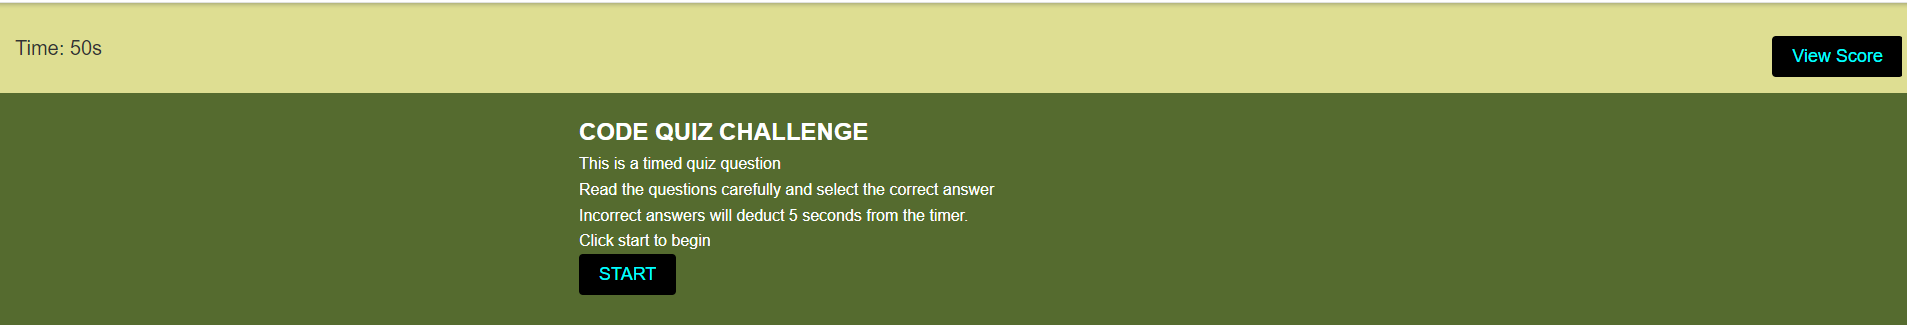 Time: 50s
View Score
CODE QUIZ CHALLENGE
This is a timed quiz question
Read the questions carefully and select the correct answer
Incorrect answers will deduct 5 seconds from the timer.
Click start to begin
START